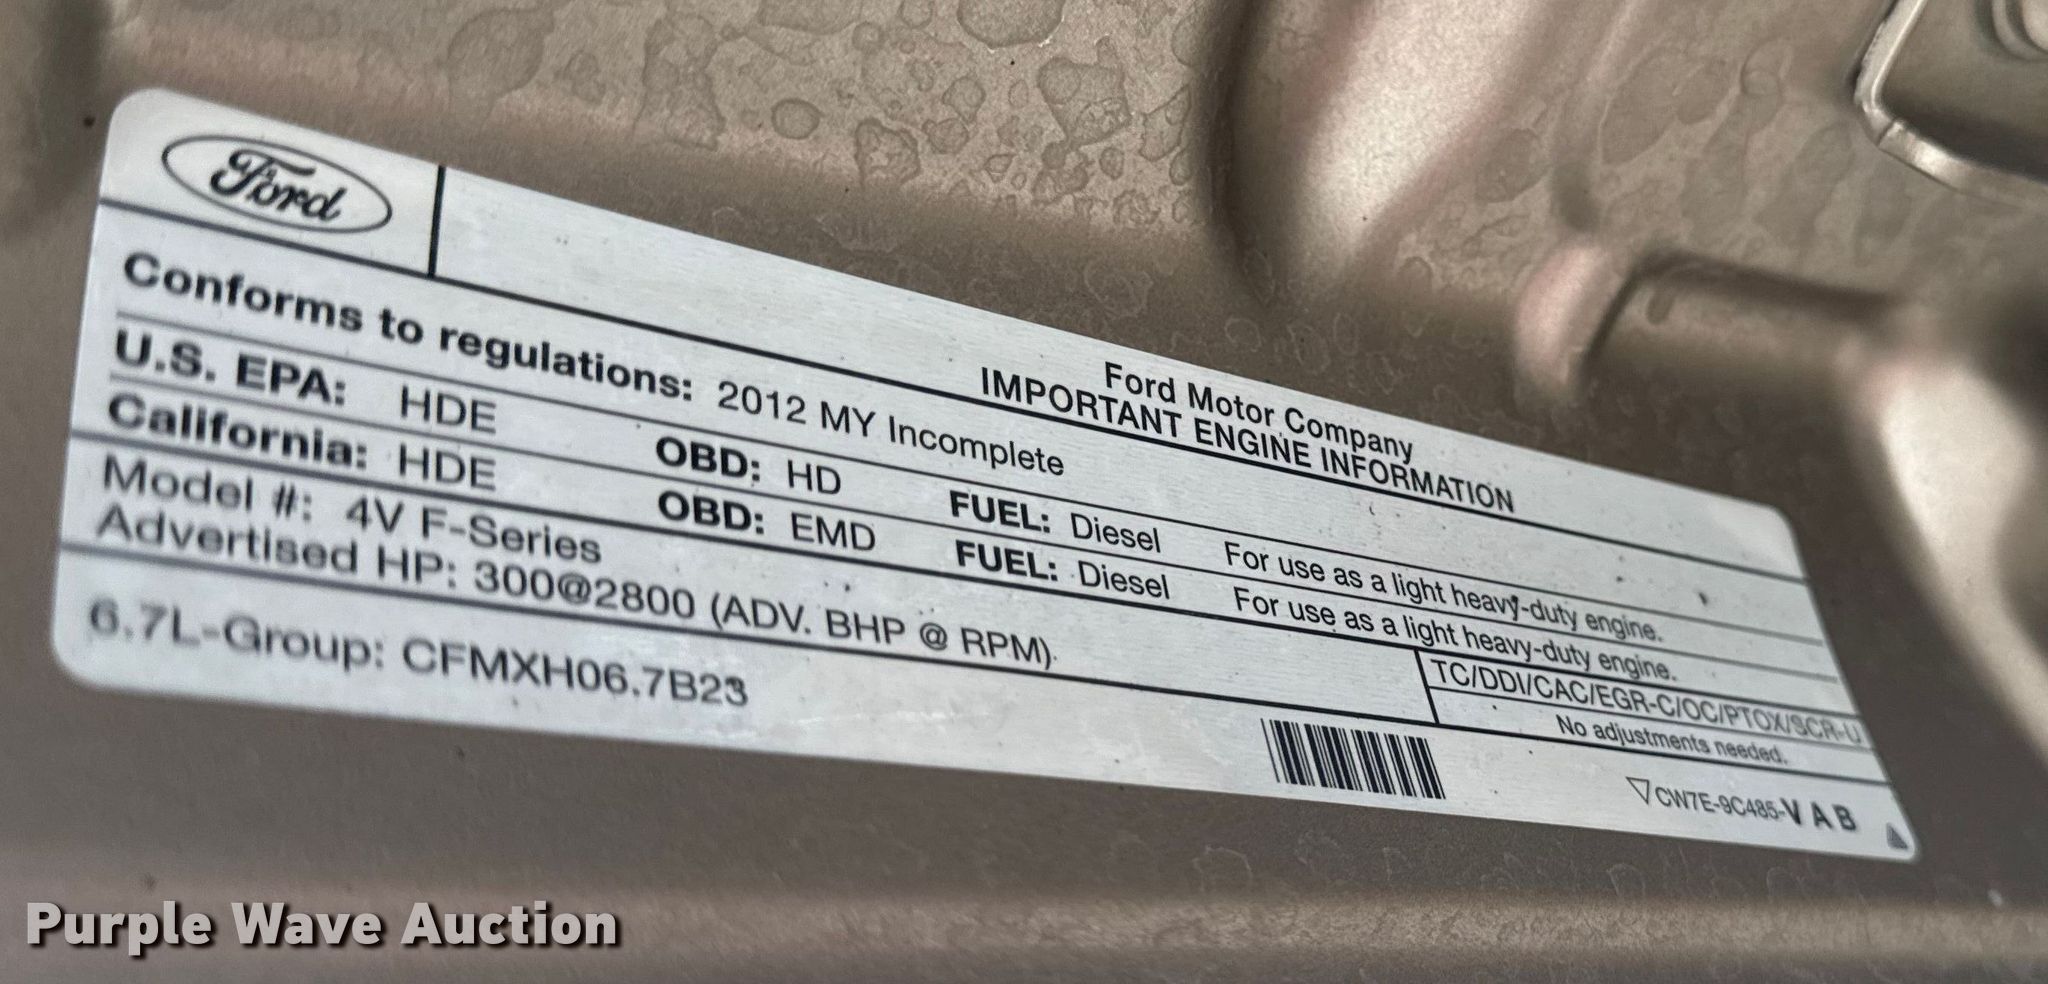 Ford
Ford Motor Company
IMPORTANT ENGINE INFORMATION
Conforms to regulations: 2012 MY Incomplete
U.S. EPA: HDE OBD: HD FUEL: Diesel For use as a light heavy-duty engine.
California: HDE OBD: EMD FUEL: Diesel For use as a light heavy-duty engine.
Model #: 4V F-Series
Advertised HP: 300@2800 (ADV. BHP @ RPM).
TC/DDI/CAC/EGR-C/OC/PTOX/SCR-U
No adjustments needed.
6.7L-Group: CFMXH06.7B23
CW7E-9C485-V A B
Purple Wave Auction